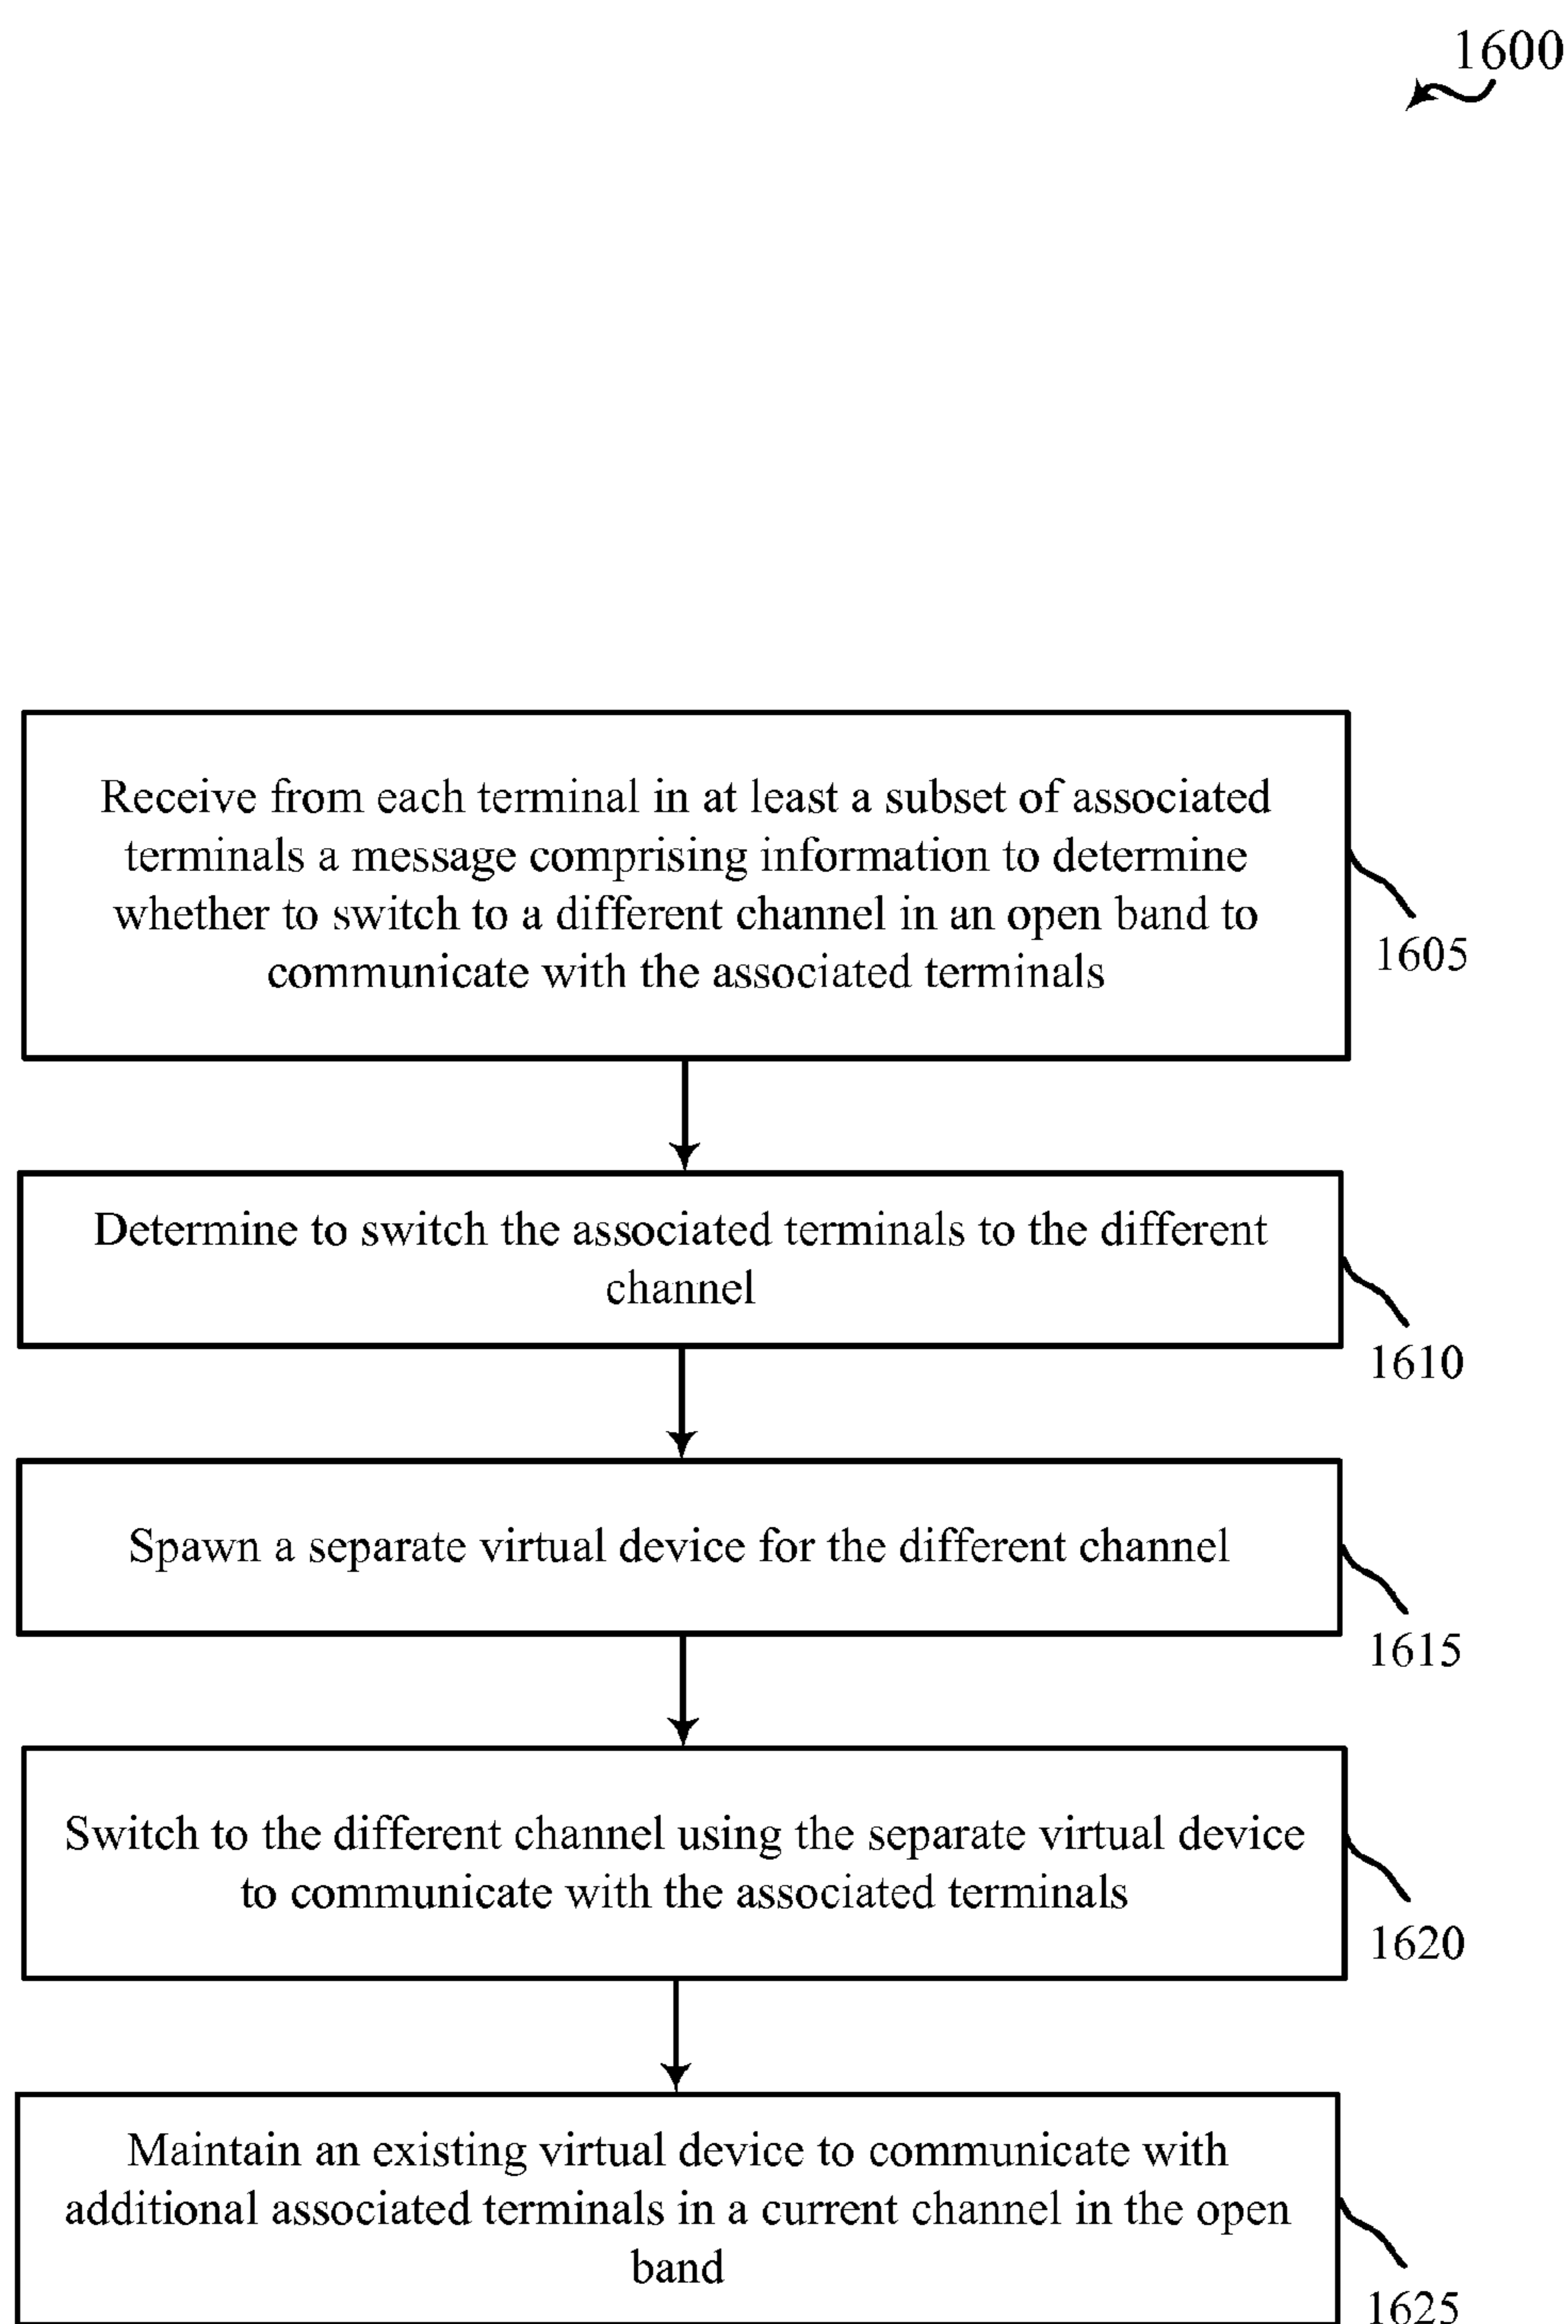 1600
Receive from each terminal in at least a subset of associated
terminals a message comprising information to determine
whether to switch to a different channel in an open band to
communicate with the associated terminals
1605
Determine to switch the associated terminals to the different
channel
1610
Spawn a separate virtual device for the different channel
1615
Switch to the different channel using the separate virtual device
to communicate with the associated terminals
1620
Maintain an existing virtual device to communicate with
additional associated terminals in a current channel in the open
band
1625